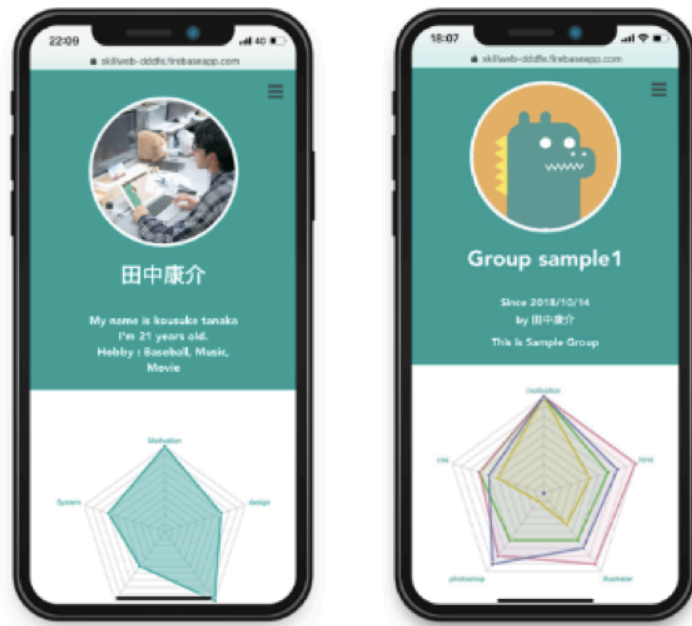 22:09
4G
skillweb-dddfe.firebaseapp.com
田中康介
My name is kousuke tanaka
I'm 21 years old.
Hobby : Baseball, Music,
Movie
Motivation
System
design
18:07
skillweb-dddfe.firebaseapp.com
Group sample1
Since 2018/10/14
by 田中康介
This is Sample Group
motivation
css
html
photoshop
illustrator